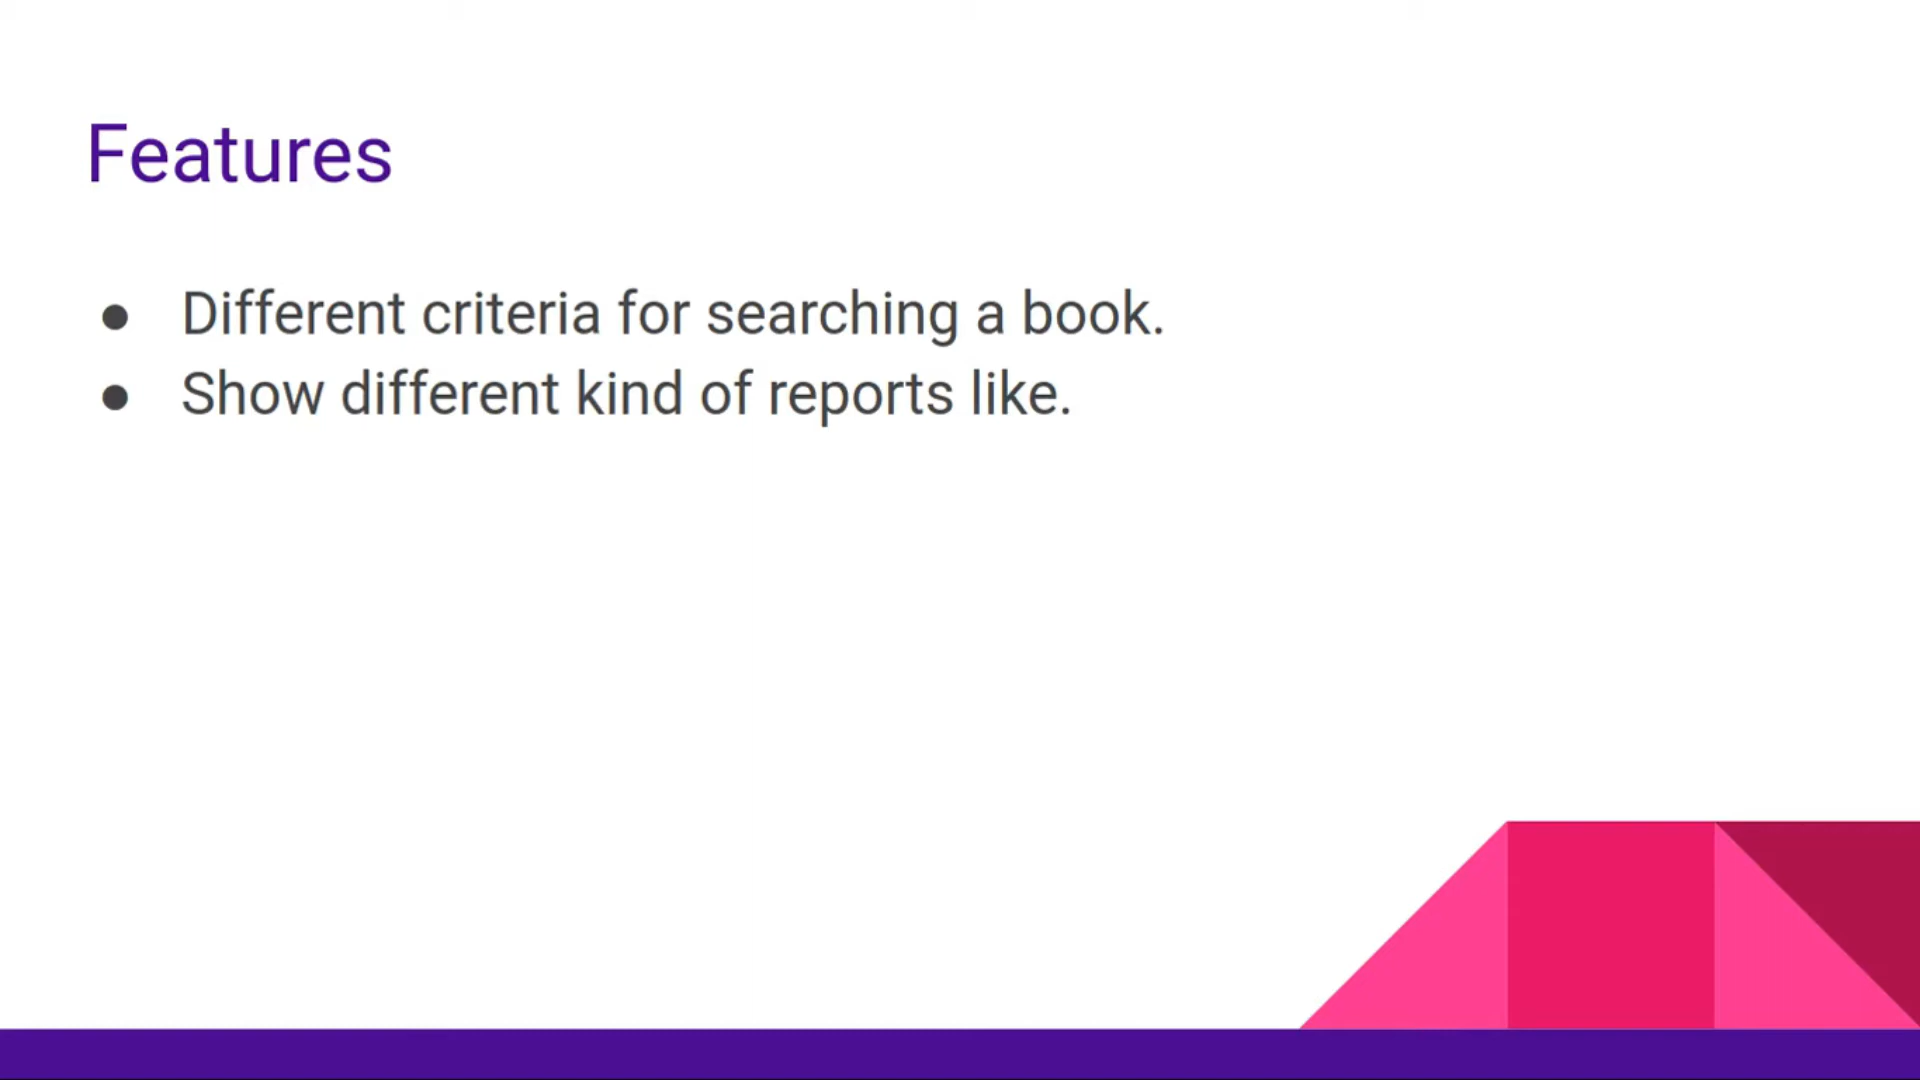 Features
● Different criteria for searching a book.
● Show different kind of reports like.